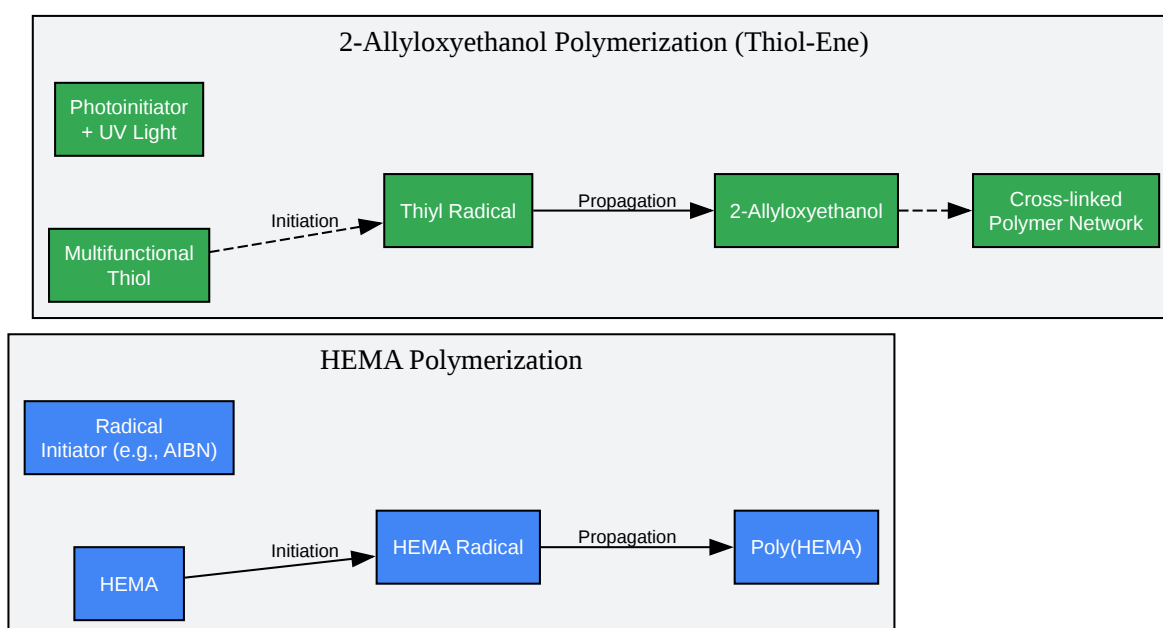 2-Allyloxyethanol Polymerization (Thiol-Ene)
Photoinitiator
+ UV Light
Multifunctional
Thiol
Initiation
Thiyl Radical
Propagation
2-Allyloxyethanol
Cross-linked
Polymer Network
HEMA Polymerization
Radical
Initiator (e.g., AIBN)
HEMA
Initiation
HEMA Radical
Propagation
Poly(HEMA)